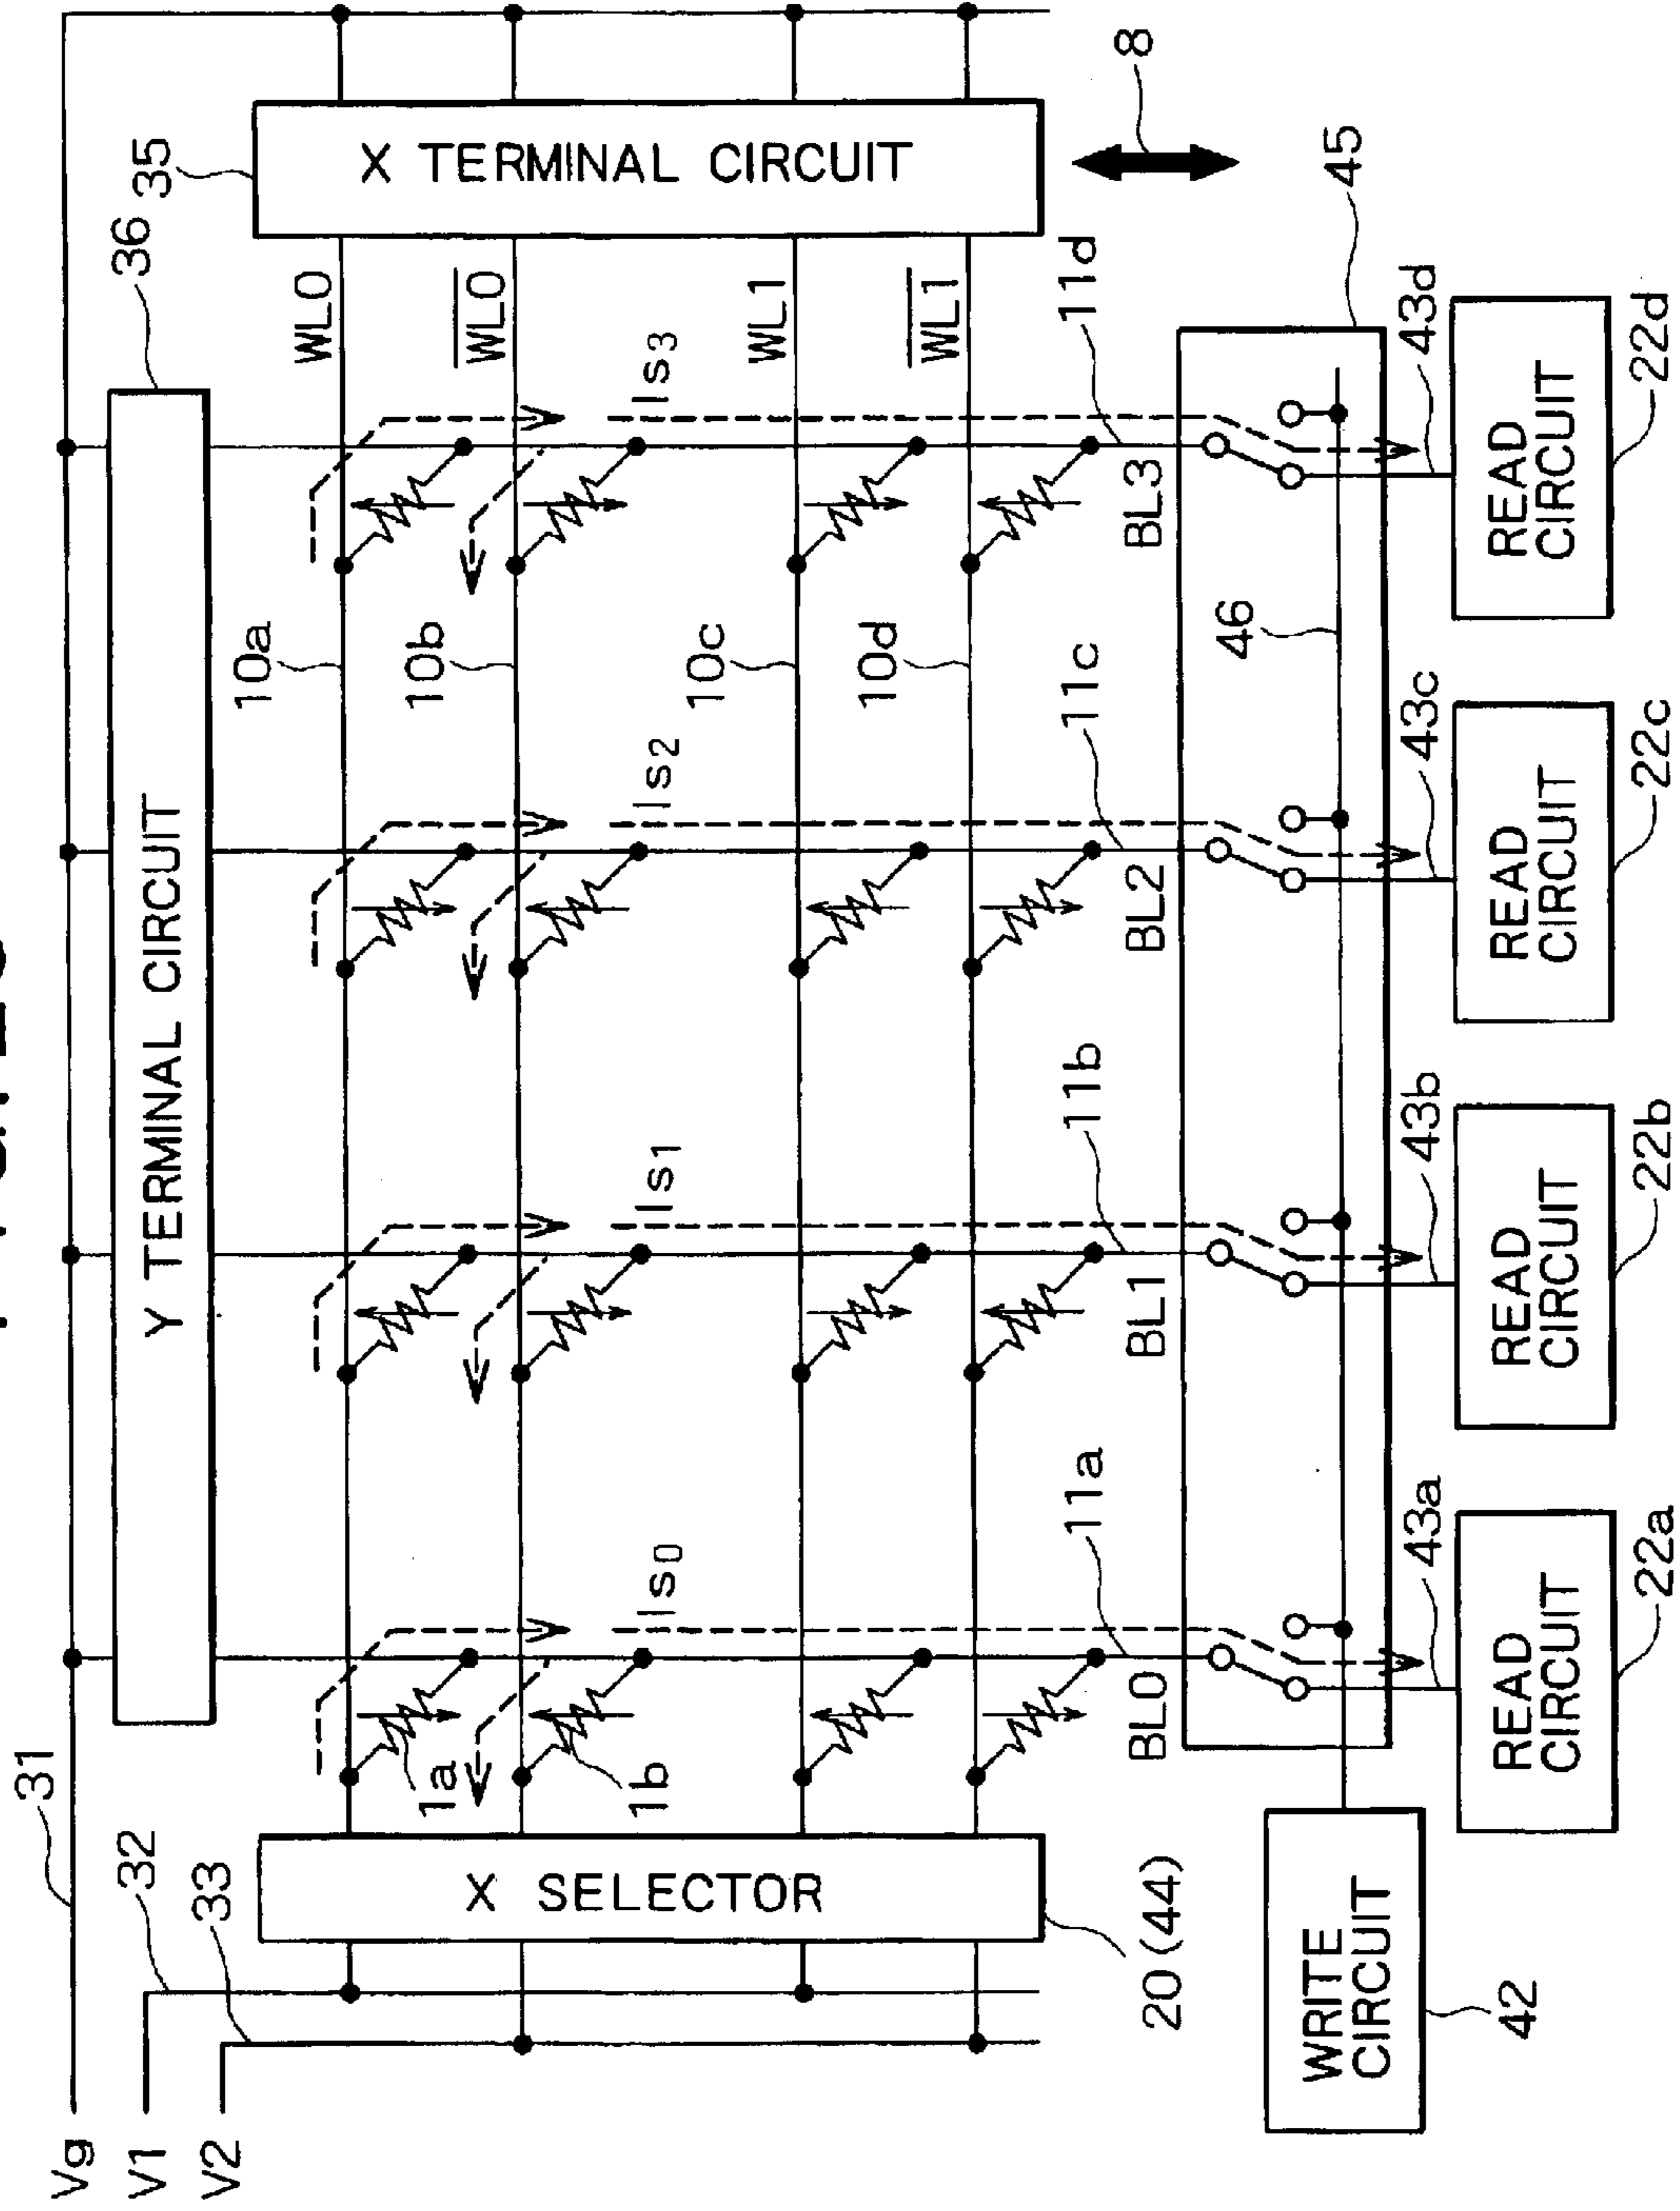 Vg
V1
V2
31
32
33
Y TERMINAL CIRCUIT
36
35
X TERMINAL CIRCUIT
X SELECTOR
20 (44)
8
WL0
WL0
WL1
WL1
10a
10b
10c
10d
1a
1b
Is0
Is1
Is2
Is3
BL0
BL1
BL2
BL3
11a
11b
11c
11d
45
46
WRITE
CIRCUIT
42
43a
43b
43c
43d
READ
CIRCUIT
22a
READ
CIRCUIT
22b
READ
CIRCUIT
22c
READ
CIRCUIT
22d